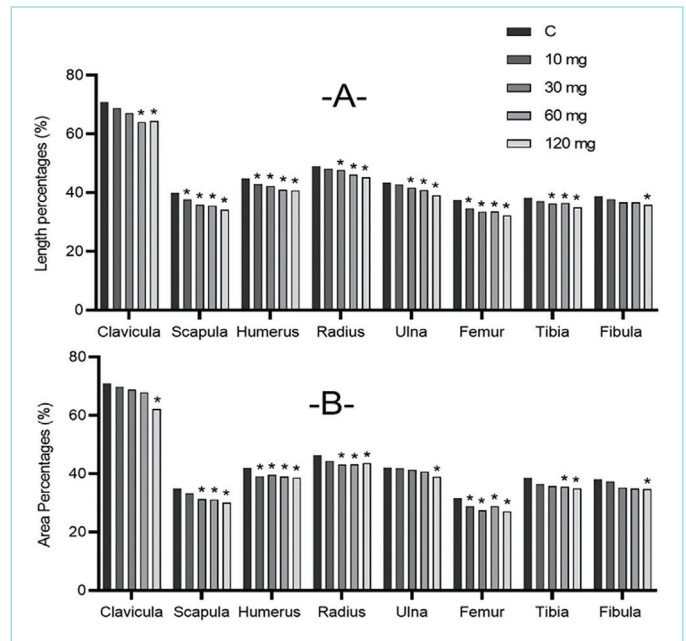 C
10 mg
30 mg
60 mg
120 mg
-A-
Length percentages (%)
80
60
40
20
0
* *
* * * *
* * * *
* * *
* * *
* * * *
* * *
*
Clavicula Scapula Humerus Radius Ulna Femur Tibia Fibula
-B-
Area Percentages (%)
80
60
40
20
0
*
* * *
* * * *
* * *
*
* * * *
* *
*
Clavicula Scapula Humerus Radius Ulna Femur Tibia Fibula